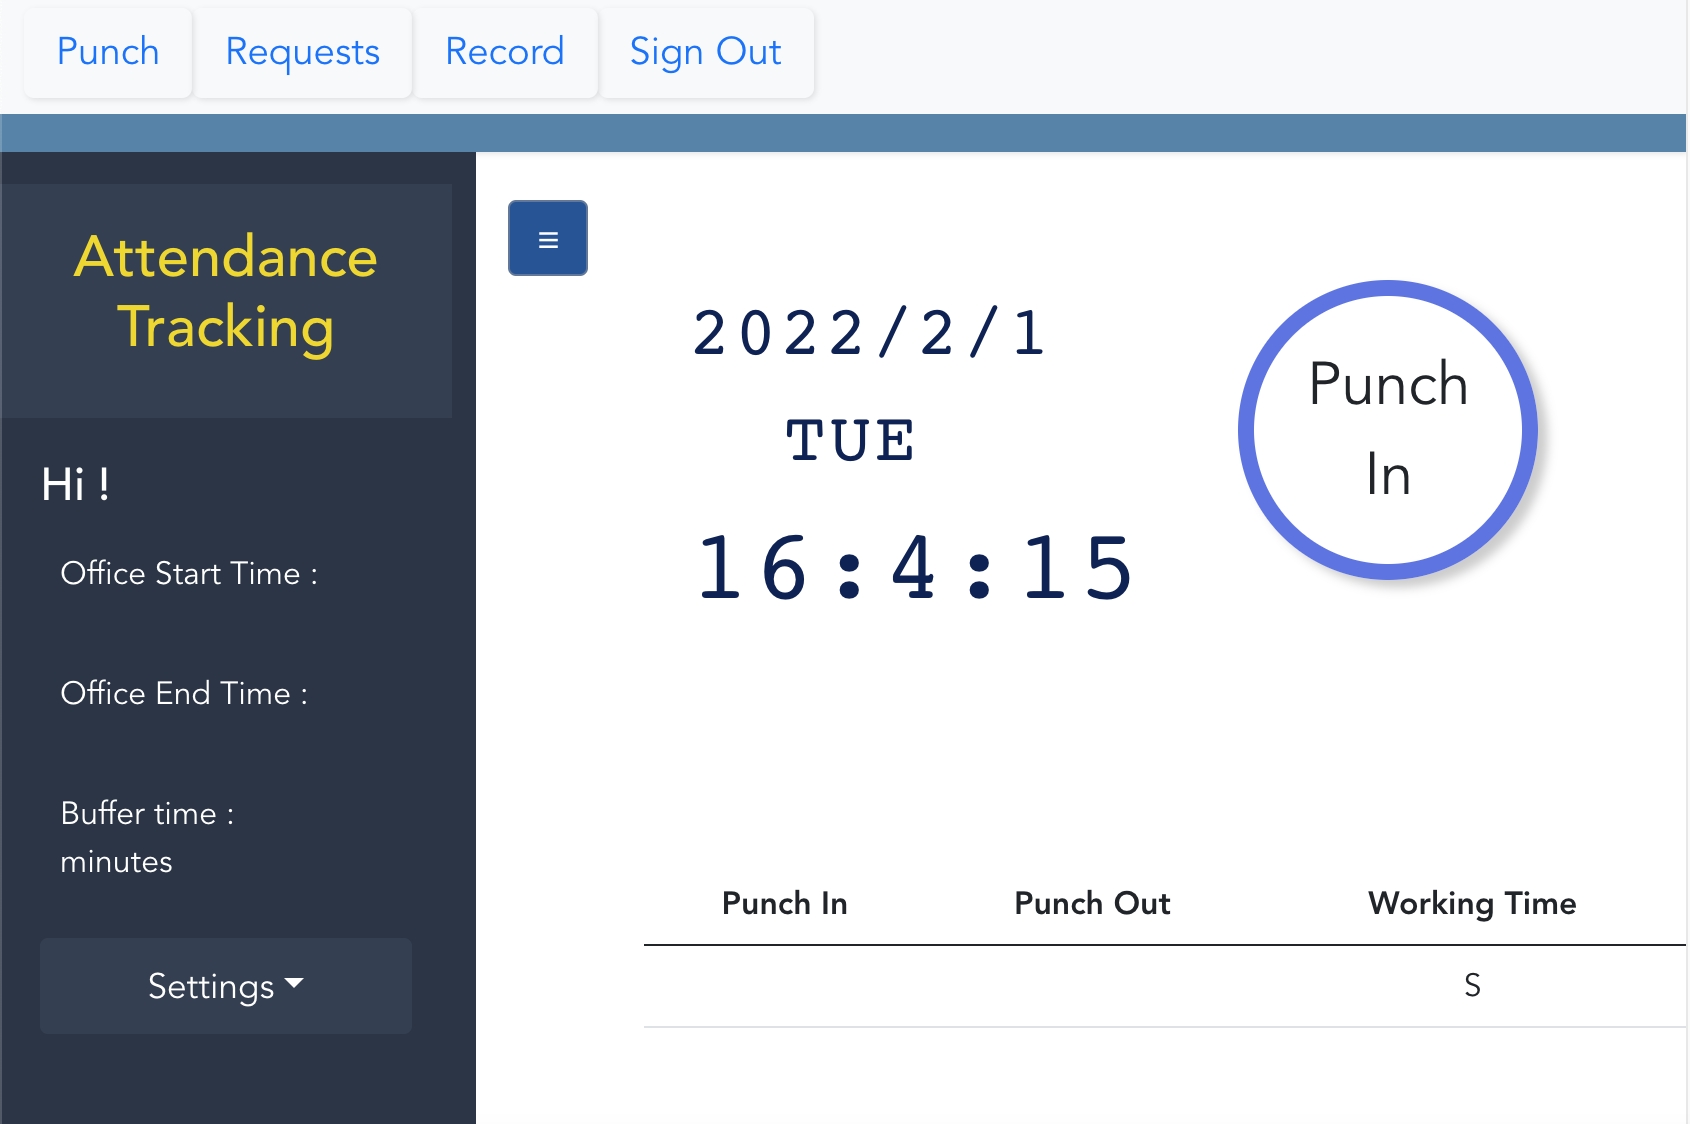 Punch Requests Record Sign Out
Attendance
Tracking
Hi !
Office Start Time :
Office End Time :
Buffer time :
minutes
Settings
2022/2/1
TUE
16:4:15
Punch
In
Punch In Punch Out Working Time
S